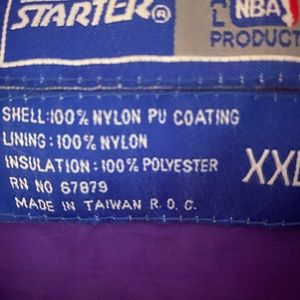 STARTER®
NBA
PRODUCT
SHELL:100% NYLON PU COATING
LINING:100% NYLON
INSULATION:100% POLYESTER
XXL
RN NO 67879
MADE IN TAIWAN R.O.C.